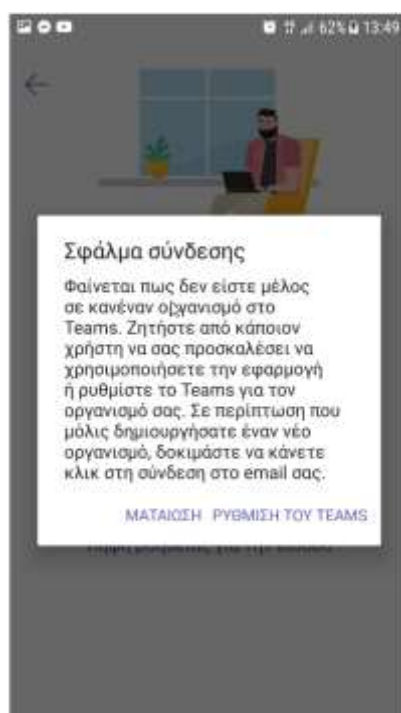 62% 13:49
Σφάλμα σύνδεσης
Φαίνεται πως δεν είστε μέλος
σε κανέναν οργανισμό στο
Teams. Ζητήστε από κάποιον
χρήστη να σας προσκαλέσει να
χρησιμοποιήσετε την εφαρμογή
ή ρυθμίστε το Teams για τον
οργανισμό σας. Σε περίπτωση που
μόλις δημιουργήσατε έναν νέο
οργανισμό, δοκιμάστε να κάνετε
κλικ στη σύνδεση στο email σας.
ΜΑΤΑΙΩΣΗ ΡΥΘΜΙΣΗ ΤΟΥ TEAMS